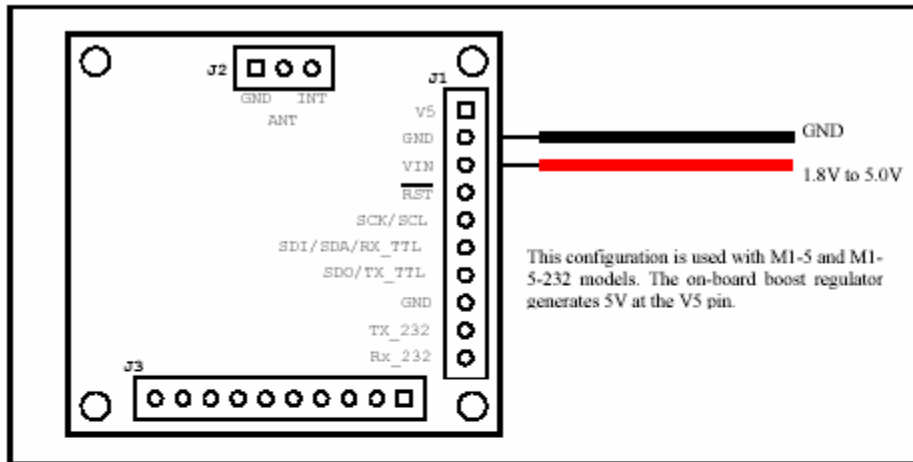 J2
GND INT
ANT
J1
V5
GND
VIN
RST
SCK/SCL
SDI/SDA/RX_TTL
SDO/TX_TTL
GND
TX_232
Rx_232
J3
GND
1.8V to 5.0V
This configuration is used with M1-5 and M1-
5-232 models. The on-board boost regulator
generates 5V at the V5 pin.